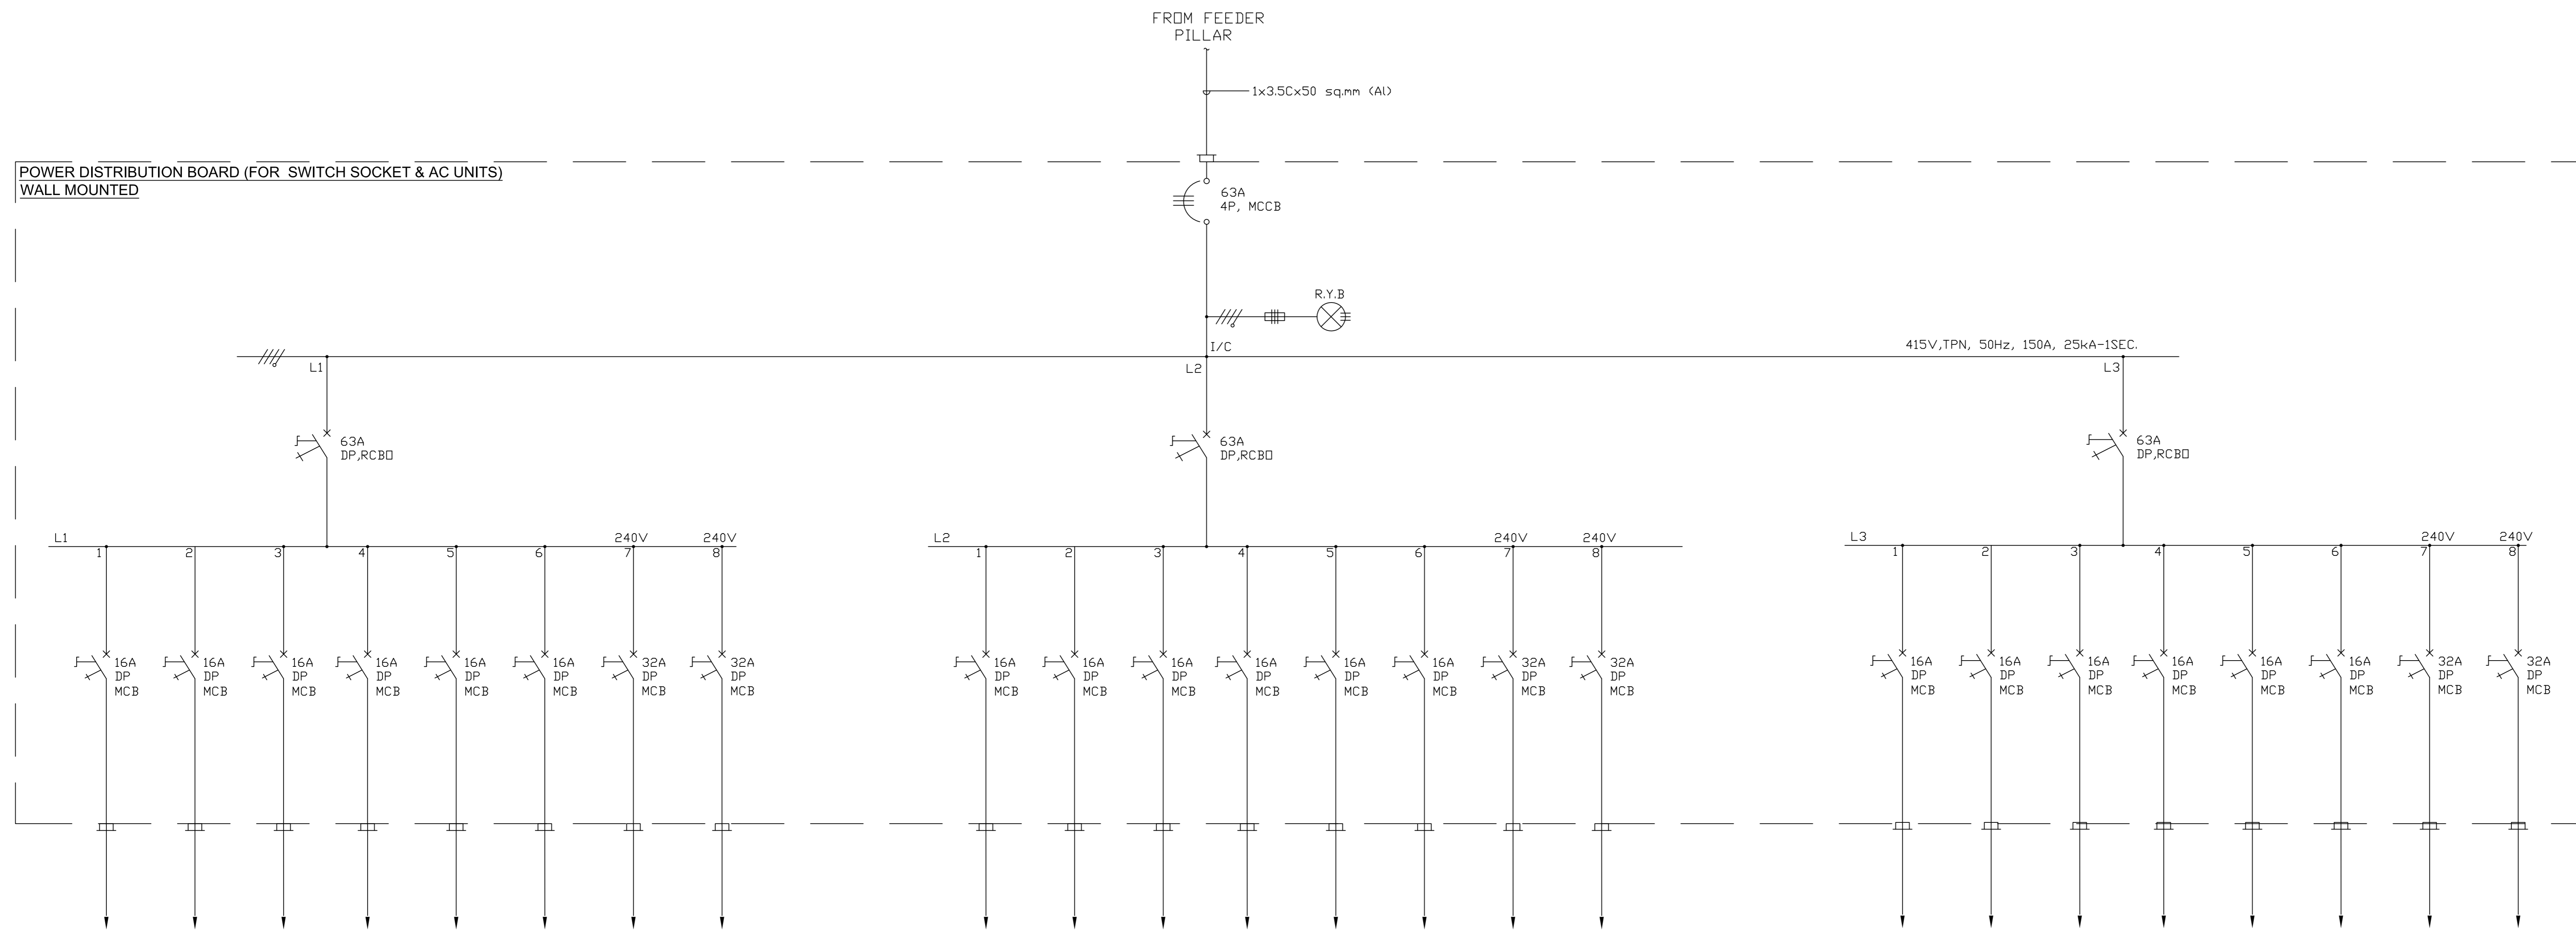 FROM FEEDER
PILLAR
1x3.5Cx50 sq.mm (Al)
POWER DISTRIBUTION BOARD (FOR SWITCH SOCKET & AC UNITS)
WALL MOUNTED
63A
4P, MCCB
R.Y.B
I/C
415V,TPN, 50Hz, 150A, 25kA-1SEC.
L1
L2
L3
63A
DP,RCBO
63A
DP,RCBO
63A
DP,RCBO
L1
240V
240V
1
2
3
4
5
6
7
8
16A
DP
MCB
16A
DP
MCB
16A
DP
MCB
16A
DP
MCB
16A
DP
MCB
16A
DP
MCB
32A
DP
MCB
32A
DP
MCB
L2
240V
240V
1
2
3
4
5
6
7
8
16A
DP
MCB
16A
DP
MCB
16A
DP
MCB
16A
DP
MCB
16A
DP
MCB
16A
DP
MCB
32A
DP
MCB
32A
DP
MCB
L3
240V
240V
1
2
3
4
5
6
7
8
16A
DP
MCB
16A
DP
MCB
16A
DP
MCB
16A
DP
MCB
16A
DP
MCB
16A
DP
MCB
32A
DP
MCB
32A
DP
MCB